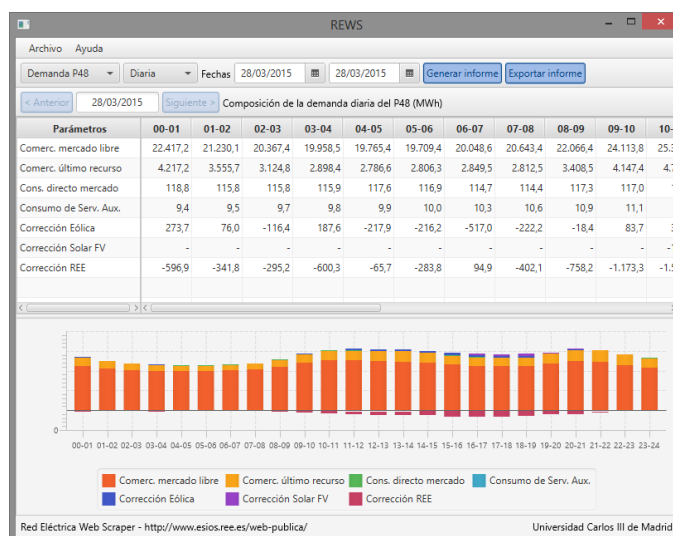 REWS
Archivo Ayuda
Demanda P48 Diaria Fechas 28/03/2015 28/03/2015 Generar informe Exportar informe
< Anterior 28/03/2015 Siguiente > Composición de la demanda diaria del P48 (MWh)
Parámetros 00-01 01-02 02-03 03-04 04-05 05-06 06-07 07-08 08-09 09-10 10-
Comerc. mercado libre 22.417,2 21.230,1 20.367,4 19.958,5 19.765,4 19.709,4 20.048,6 20.643,4 22.066,4 24.113,8 25.3
Comerc. último recurso 4.217,2 3.555,7 3.124,8 2.898,4 2.786,6 2.806,3 2.849,5 2.812,5 3.408,5 4.147,4 4.7
Cons. directo mercado 118,8 115,8 115,8 115,9 117,6 116,9 114,7 114,4 117,3 117,0
Consumo de Serv. Aux. 9,4 9,5 9,7 9,8 9,9 10,0 10,3 10,6 10,9 11,1
Corrección Eólica 273,7 76,0 -116,4 187,6 -217,9 -216,2 -517,0 -222,2 -18,4 83,7
Corrección Solar FV - - - - - - - - - -
Corrección REE -596,9 -341,8 -295,2 -600,3 -65,7 -283,8 94,9 -402,1 -758,2 -1.173,3 -1.5
0
00-01 01-02 02-03 03-04 04-05 05-06 06-07 07-08 08-09 09-10 10-11 11-12 12-13 13-14 14-15 15-16 16-17 17-18 18-19 19-20 20-21 21-22 22-23 23-24
Comerc. mercado libre Comerc. último recurso Cons. directo mercado Consumo de Serv. Aux.
Corrección Eólica Corrección Solar FV Corrección REE
Red Eléctrica Web Scraper - http://www.esios.ree.es/web-publica/ Universidad Carlos III de Madrid